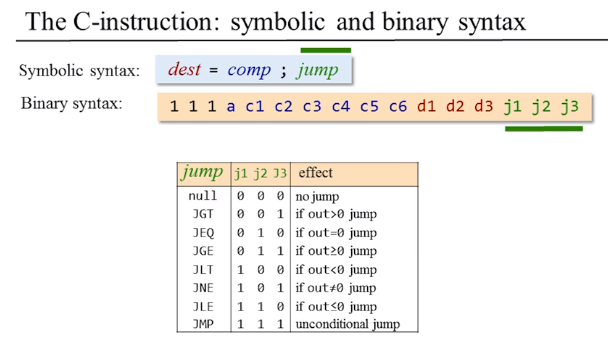 The C-instruction: symbolic and binary syntax
Symbolic syntax: dest = comp ; jump
Binary syntax: 1 1 1 a c1 c2 c3 c4 c5 c6 d1 d2 d3 j1 j2 j3
jump j1 j2 J3 effect
null 0 0 0 no jump
JGT 0 0 1 if out>0 jump
JEQ 0 1 0 if out=0 jump
JGE 0 1 1 if out≥0 jump
JLT 1 0 0 if out<0 jump
JNE 1 0 1 if out≠0 jump
JLE 1 1 0 if out≤0 jump
JMP 1 1 1 unconditional jump